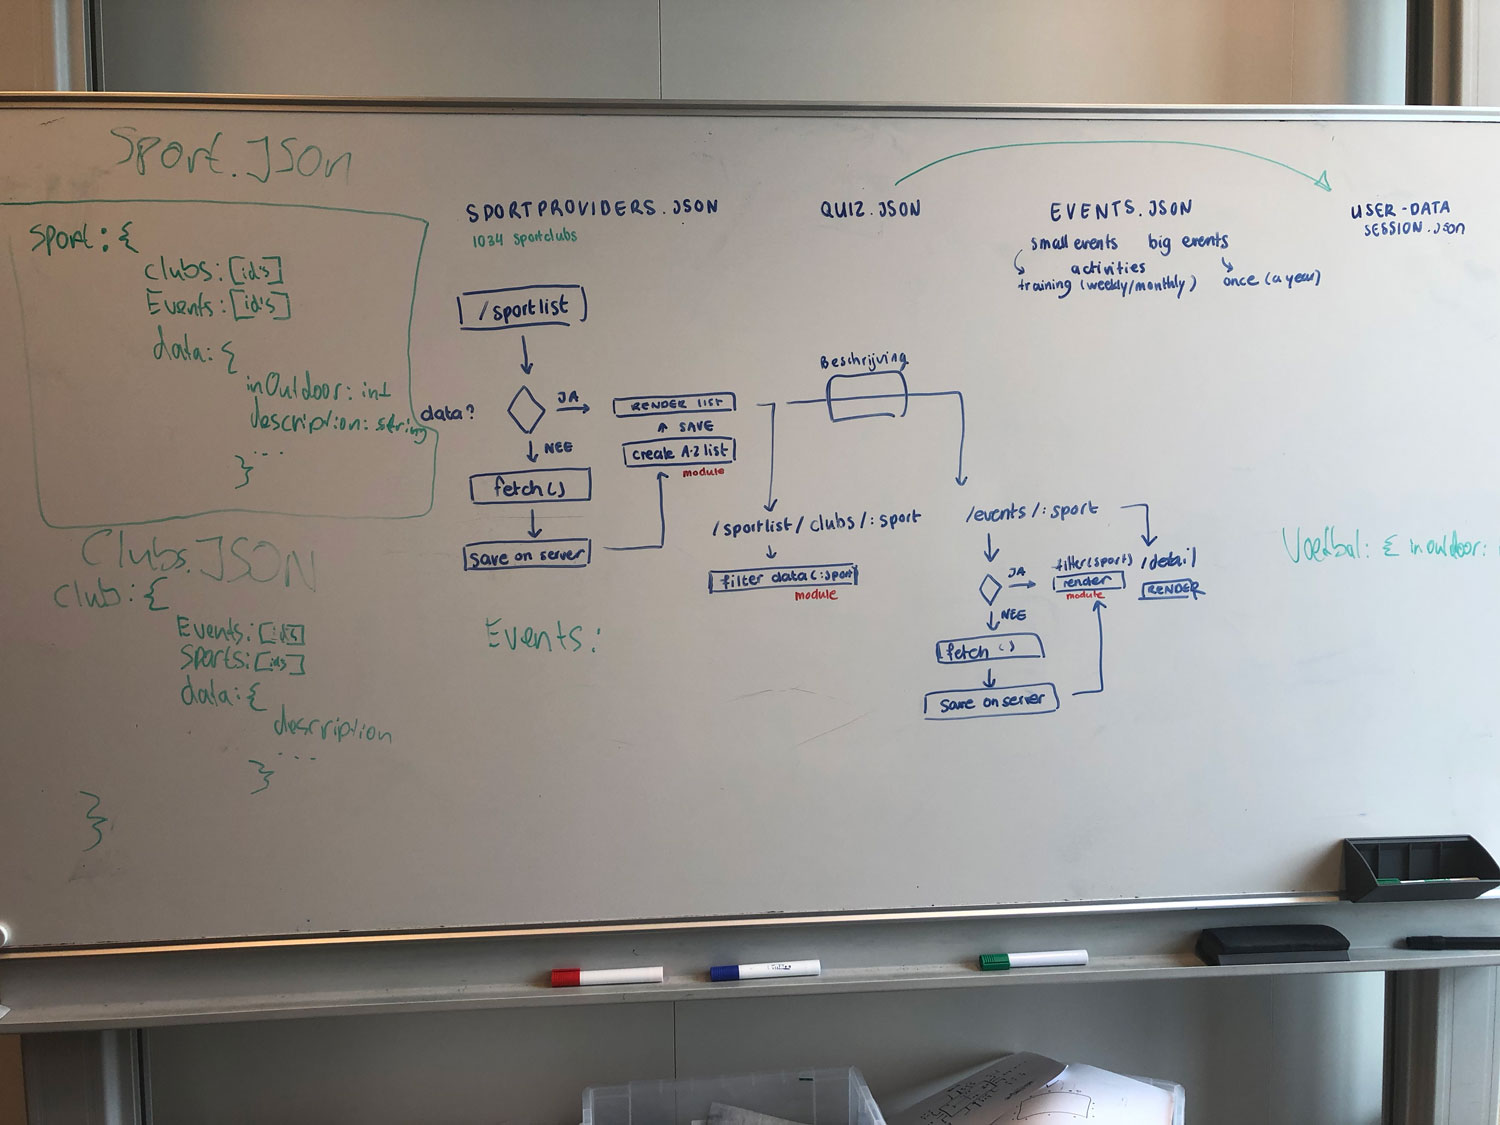 Sport.JSon
Sport: {
clubs: [id's]
Events: [id's]
data: {
inOutdoor: int
description: string
...
}
Clubs.JSON
club: {
Events: [ids]
Sports: [ids]
data: {
description
...
}
}
SPORTPROVIDERS.JSON
1034 sportclubs
/sportlist
data?
JA
NEE
RENDER LIST
SAVE
create A-Z list
module
fetch()
save on server
Events:
QUIZ.JSON
Beschrijving
/sportlist/clubs/:sport
filter data(:sport)
module
EVENTS.JSON
small events big events
activities
training (weekly/monthly) once (a year)
/events/:sport
JA
NEE
filter(sport)
render
module
/detail
RENDER
fetch ()
save on server
USER-DATA
SESSION.JSon
Voetbal: { inoutdoor: